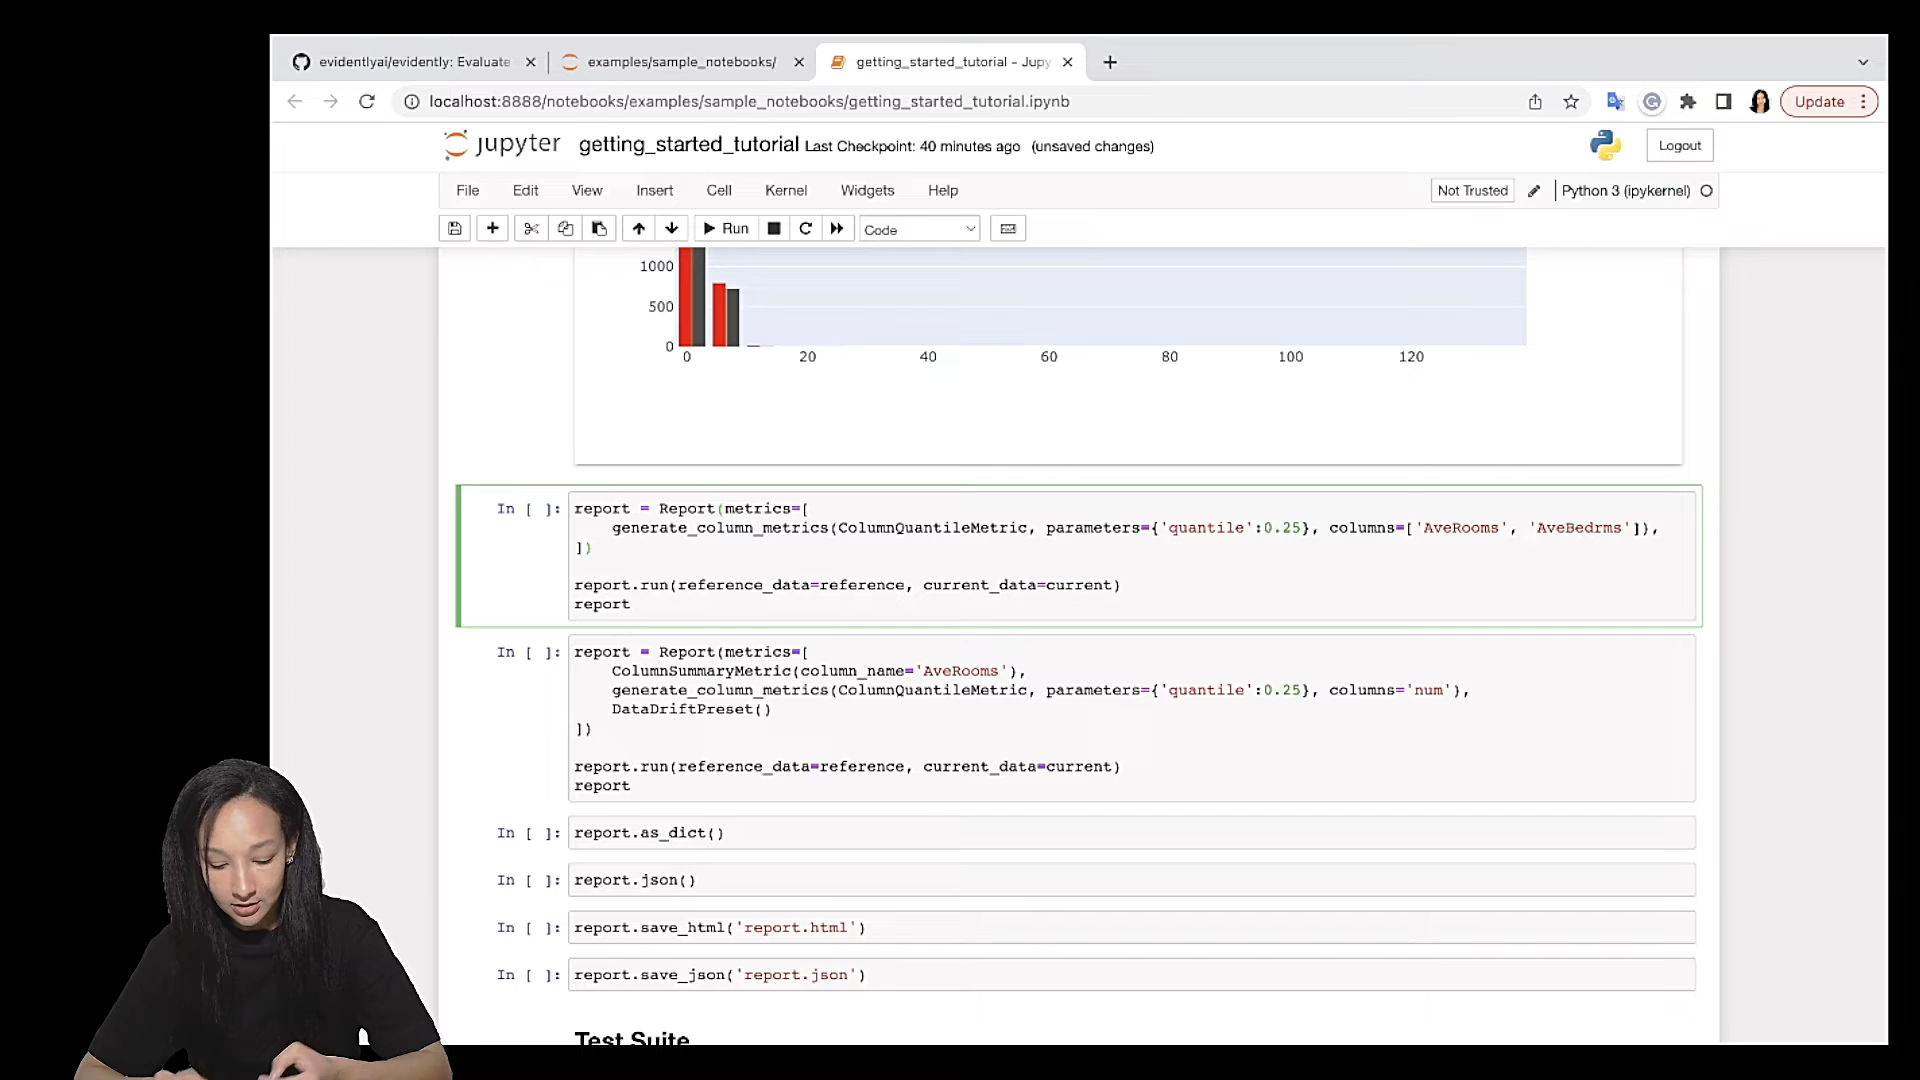 evidentlyai/evidently: Evaluate
examples/sample_notebooks/
getting_started_tutorial – Jupy
localhost:8888/notebooks/examples/sample_notebooks/getting_started_tutorial.ipynb
Update
jupyter getting_started_tutorial Last Checkpoint: 40 minutes ago (unsaved changes)
Logout
File Edit View Insert Cell Kernel Widgets Help
Not Trusted Python 3 (ipykernel)
Run Code
1000
500
0
0 20 40 60 80 100 120
In [ ]: report = Report(metrics=[
generate_column_metrics(ColumnQuantileMetric, parameters={'quantile':0.25}, columns=['AveRooms', 'AveBedrms']),
])
report.run(reference_data=reference, current_data=current)
report
In [ ]: report = Report(metrics=[
ColumnSummaryMetric(column_name='AveRooms'),
generate_column_metrics(ColumnQuantileMetric, parameters={'quantile':0.25}, columns='num'),
DataDriftPreset()
])
report.run(reference_data=reference, current_data=current)
report
In [ ]: report.as_dict()
In [ ]: report.json()
In [ ]: report.save_html('report.html')
In [ ]: report.save_json('report.json')
Test Suite